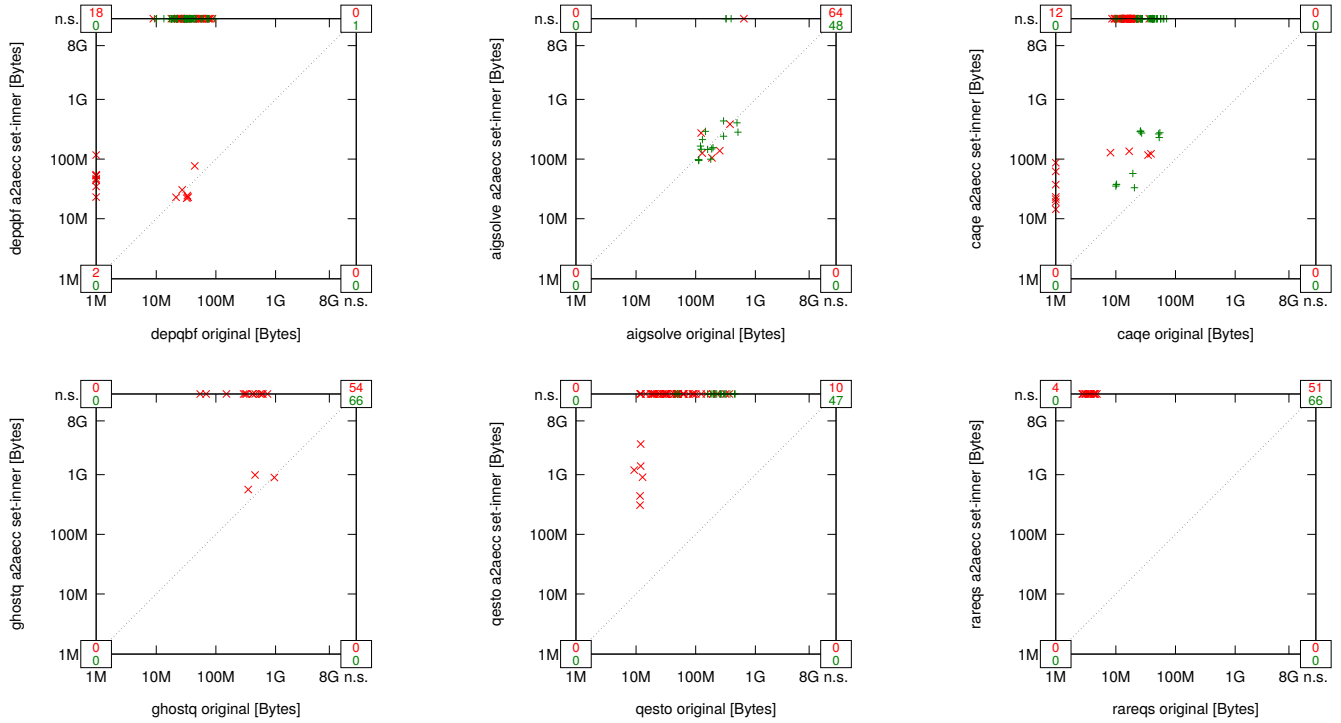 18
0
n.s.
0
1
8G
1G
100M
10M
1M
2
0
0
0
1M
10M
100M
1G
8G n.s.
depqbf a2aecc set-inner [Bytes]
depqbf original [Bytes]
0
0
n.s.
64
48
8G
1G
100M
10M
1M
0
0
0
0
1M
10M
100M
1G
8G n.s.
aigsolve a2aecc set-inner [Bytes]
aigsolve original [Bytes]
12
0
n.s.
0
0
8G
1G
100M
10M
1M
0
0
0
0
1M
10M
100M
1G
8G n.s.
caqe a2aecc set-inner [Bytes]
caqe original [Bytes]
0
0
n.s.
54
66
8G
1G
100M
10M
1M
0
0
0
0
1M
10M
100M
1G
8G n.s.
ghostq a2aecc set-inner [Bytes]
ghostq original [Bytes]
0
0
n.s.
10
47
8G
1G
100M
10M
1M
0
0
0
0
1M
10M
100M
1G
8G n.s.
qesto a2aecc set-inner [Bytes]
qesto original [Bytes]
4
0
n.s.
51
66
8G
1G
100M
10M
1M
0
0
0
0
1M
10M
100M
1G
8G n.s.
rareqs a2aecc set-inner [Bytes]
rareqs original [Bytes]